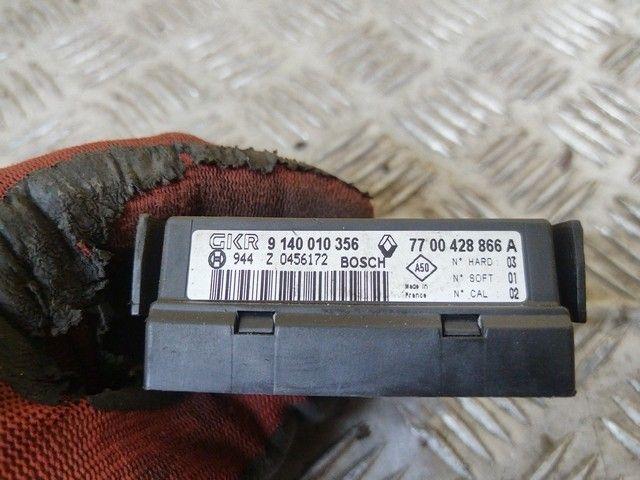 GKR 9 140 010 356 77 00 428 866 A
944 Z 0456172 BOSCH
A50
Made in
France
N° HARD 03
N° SOFT 01
N° CAL 02